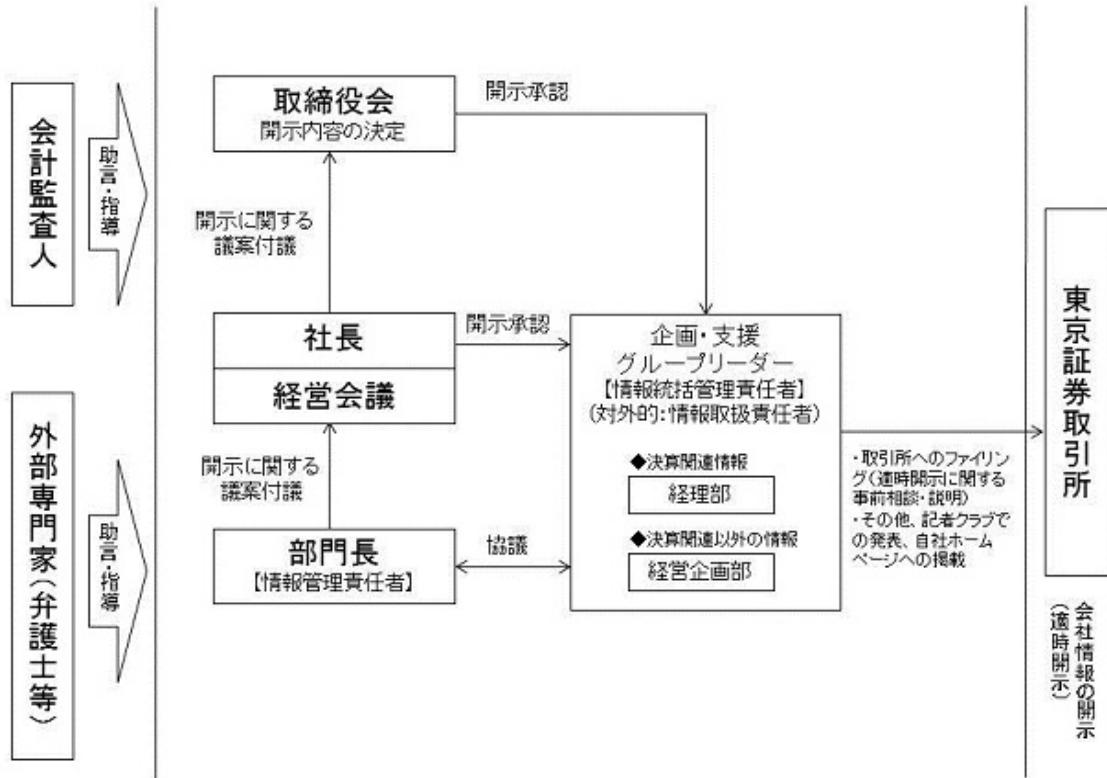 会計監査人
助言・指導
外部専門家(弁護士等)
助言・指導
取締役会
開示内容の決定
開示承認
開示に関する
議案付議
社長
経営会議
開示承認
開示に関する
議案付議
部門長
【情報管理責任者】
協議
企画・支援
グループリーダー
【情報統括管理責任者】
(対外的:情報取扱責任者)
◆決算関連情報
経理部
◆決算関連以外の情報
経営企画部
・取引所へのファイリン
グ(適時開示に関する
事前相談・説明)
・その他、記者クラブで
の発表、自社ホーム
ページへの掲載
東京証券取引所
会社情報の開示
(適時開示)